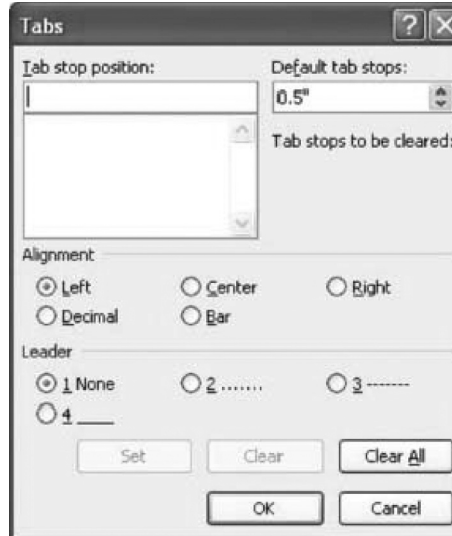 Tabs
Tab stop position: Default tab stops:
0.5"
Tab stops to be cleared:
Alignment
Left Center Right
Decimal Bar
Leader
1 None 2 ....... 3 -------
4 ____
Set Clear Clear All
OK Cancel